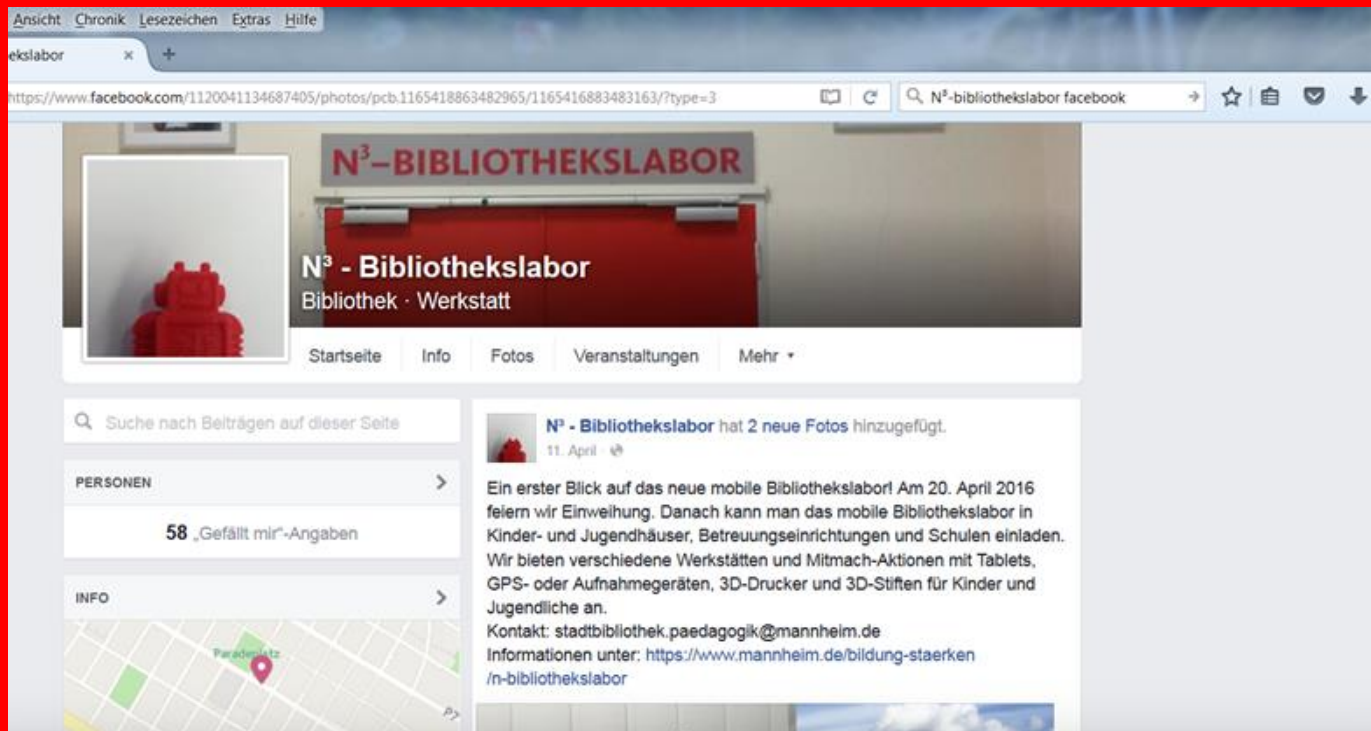 Ansicht Chronik Lesezeichen Extras Hilfe
ekslabor × +
https://www.facebook.com/1120041134687405/photos/pcb.1165418863482965/1165416883483163/?type=3
N³-bibliothekslabor facebook
N³–BIBLIOTHEKSLABOR
N³ - Bibliothekslabor
Bibliothek · Werkstatt
Startseite Info Fotos Veranstaltungen Mehr
Suche nach Beiträgen auf dieser Seite
PERSONEN
58 „Gefällt mir“-Angaben
INFO
Paradeplatz
P7
N³ - Bibliothekslabor hat 2 neue Fotos hinzugefügt.
11. April ·
Ein erster Blick auf das neue mobile Bibliothekslabor! Am 20. April 2016
feiern wir Einweihung. Danach kann man das mobile Bibliothekslabor in
Kinder- und Jugendhäuser, Betreuungseinrichtungen und Schulen einladen.
Wir bieten verschiedene Werkstätten und Mitmach-Aktionen mit Tablets,
GPS- oder Aufnahmegeräten, 3D-Drucker und 3D-Stiften für Kinder und
Jugendliche an.
Kontakt: stadtbibliothek.paedagogik@mannheim.de
Informationen unter: https://www.mannheim.de/bildung-staerken
/n-bibliothekslabor